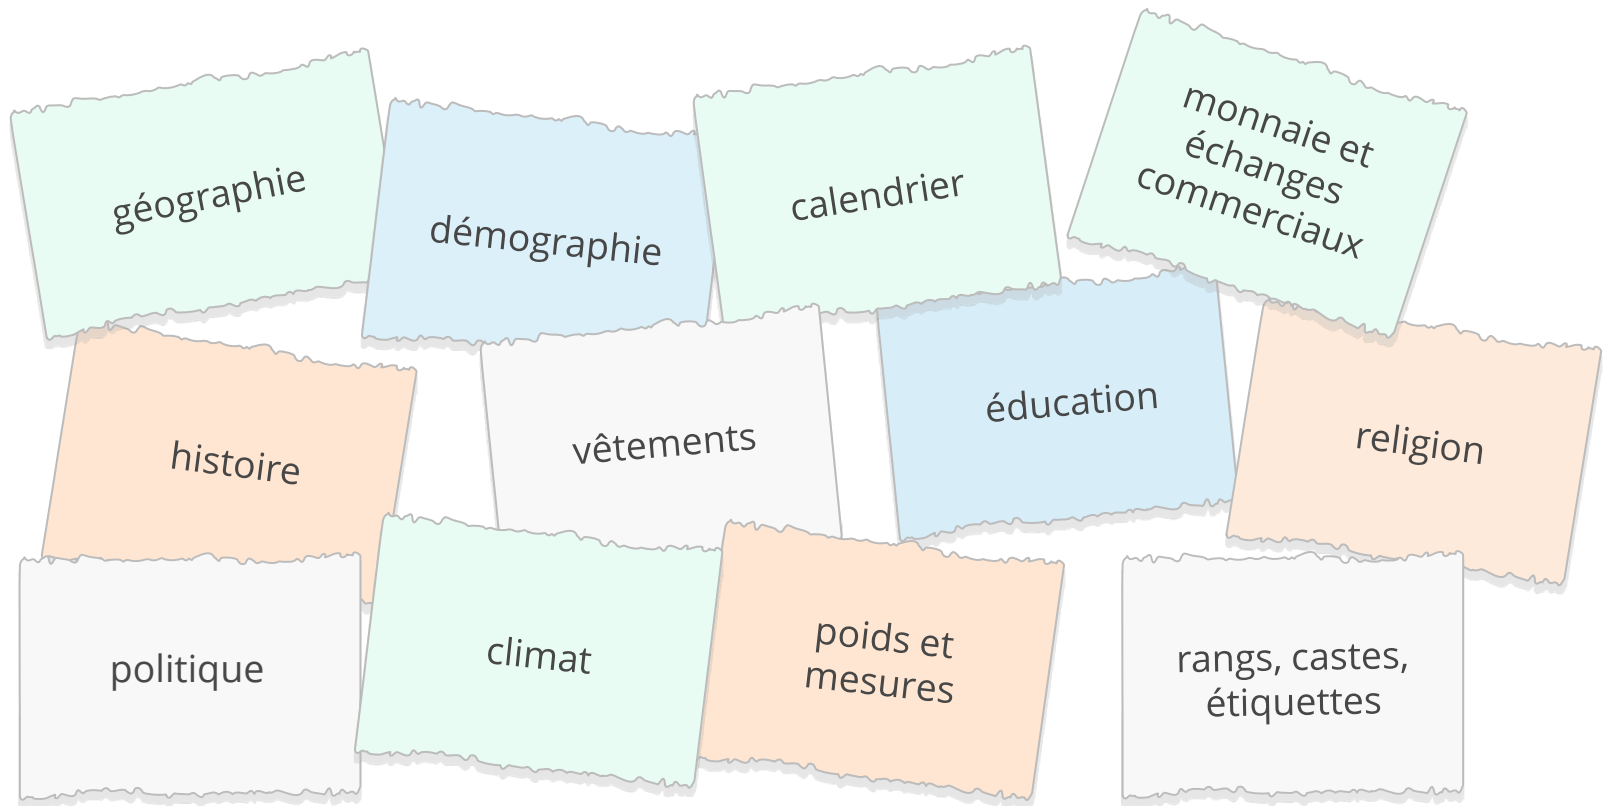 géographie
démographie
calendrier
monnaie et
échanges
commerciaux
histoire
vêtements
éducation
religion
politique
climat
poids et
mesures
rangs, castes,
étiquettes